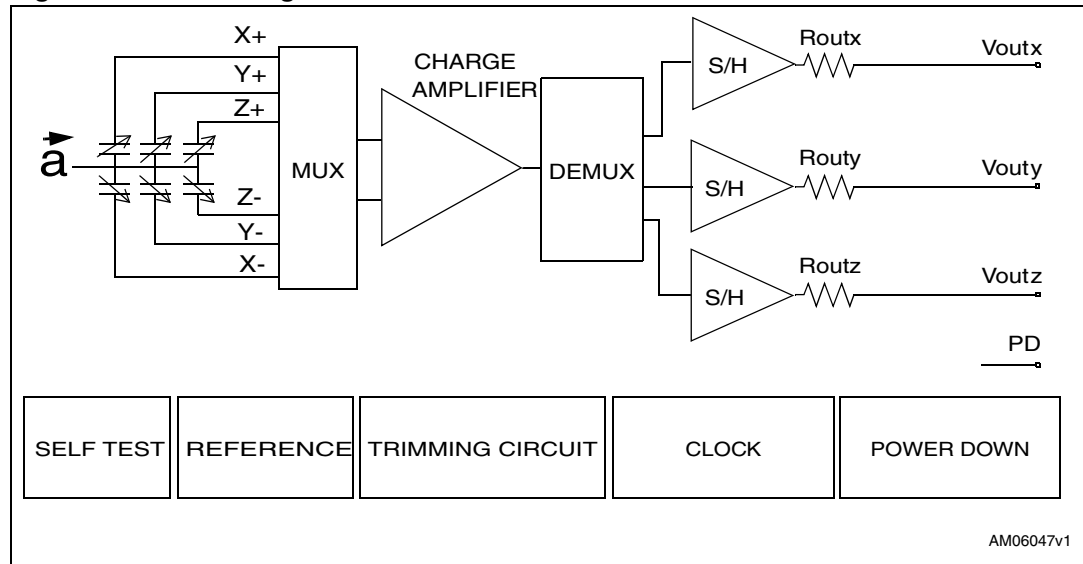 X+
Y+
Z+
a
Z-
Y-
X-
MUX
CHARGE
AMPLIFIER
DEMUX
S/H
Routx
Voutx
S/H
Routy
Vouty
S/H
Routz
Voutz
PD
SELF TEST
REFERENCE
TRIMMING CIRCUIT
CLOCK
POWER DOWN
AM06047v1